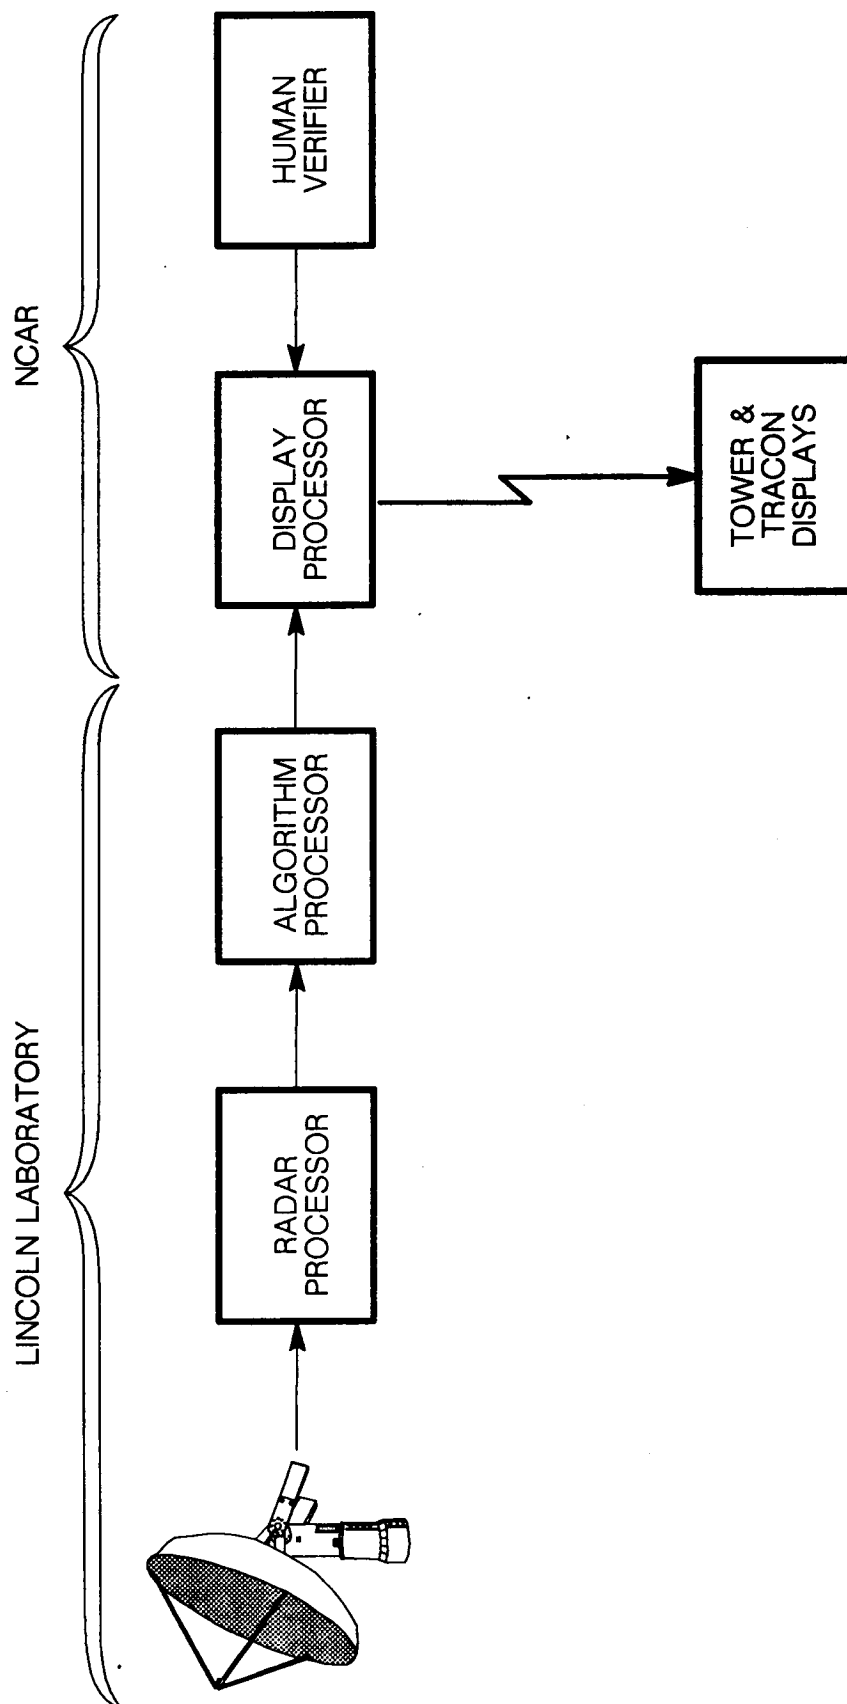 LINCOLN LABORATORY
NCAR
RADAR
PROCESSOR
ALGORITHM
PROCESSOR
DISPLAY
PROCESSOR
HUMAN
VERIFIER
TOWER &
TRACON
DISPLAYS